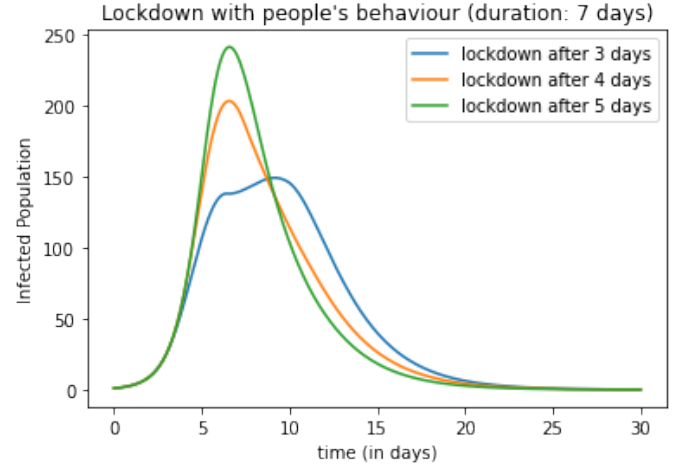 Lockdown with people's behaviour (duration: 7 days)
lockdown after 3 days
lockdown after 4 days
lockdown after 5 days
Infected Population
250
200
150
100
50
0
0 5 10 15 20 25 30
time (in days)